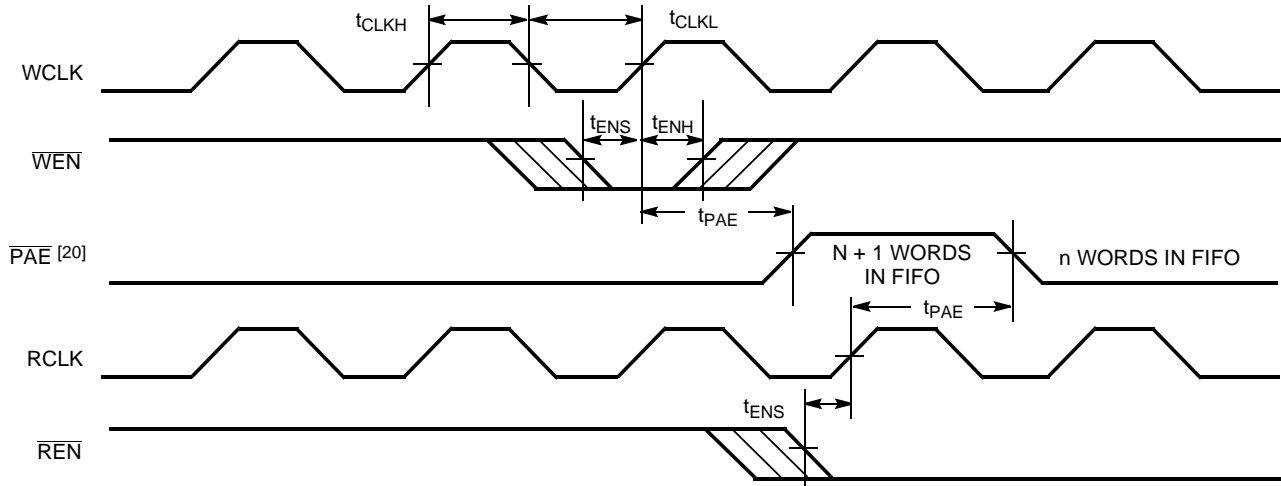 tCLKH
tCLKL
WCLK
tENS
tENH
WEN
tPAE
PAE [20]
N + 1 WORDS
IN FIFO
n WORDS IN FIFO
tPAE
RCLK
tENS
REN